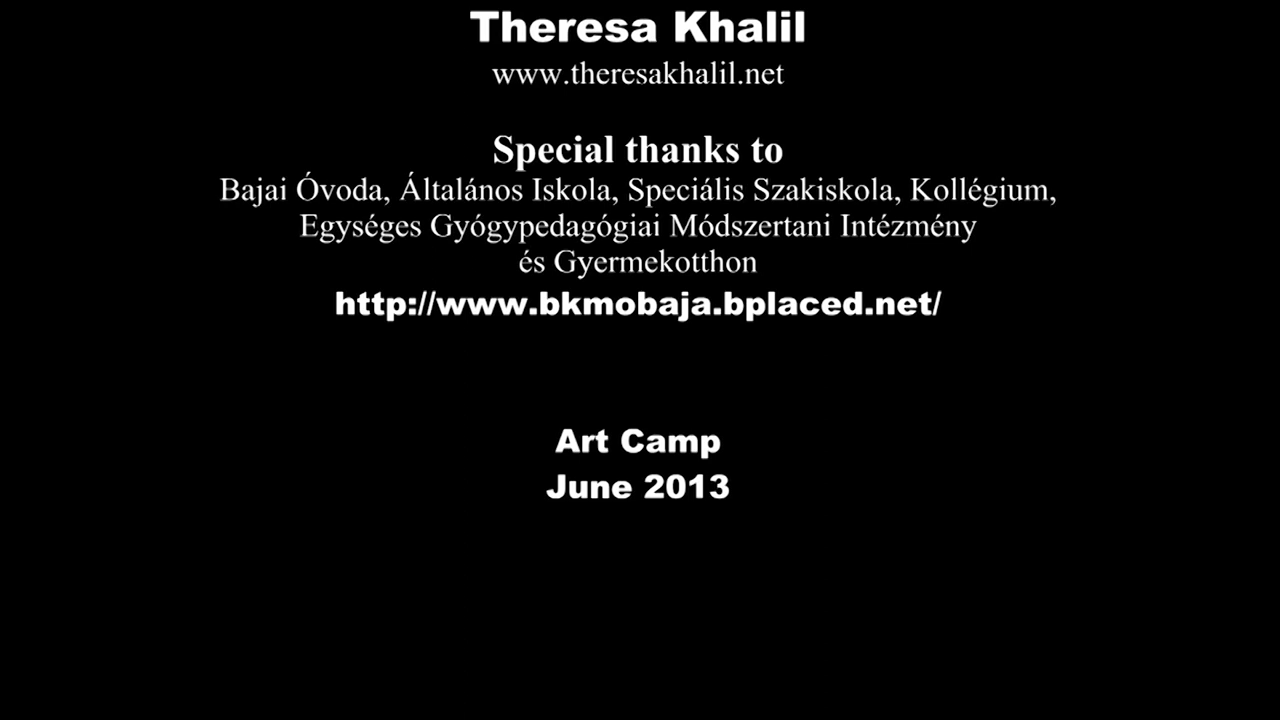 Theresa Khalil
www.theresakhalil.net
Special thanks to
Bajai Óvoda, Általános Iskola, Speciális Szakiskola, Kollégium,
Egységes Gyógypedagógiai Módszertani Intézmény
és Gyermekotthon
http://www.bkmobaja.bplaced.net/
Art Camp
June 2013